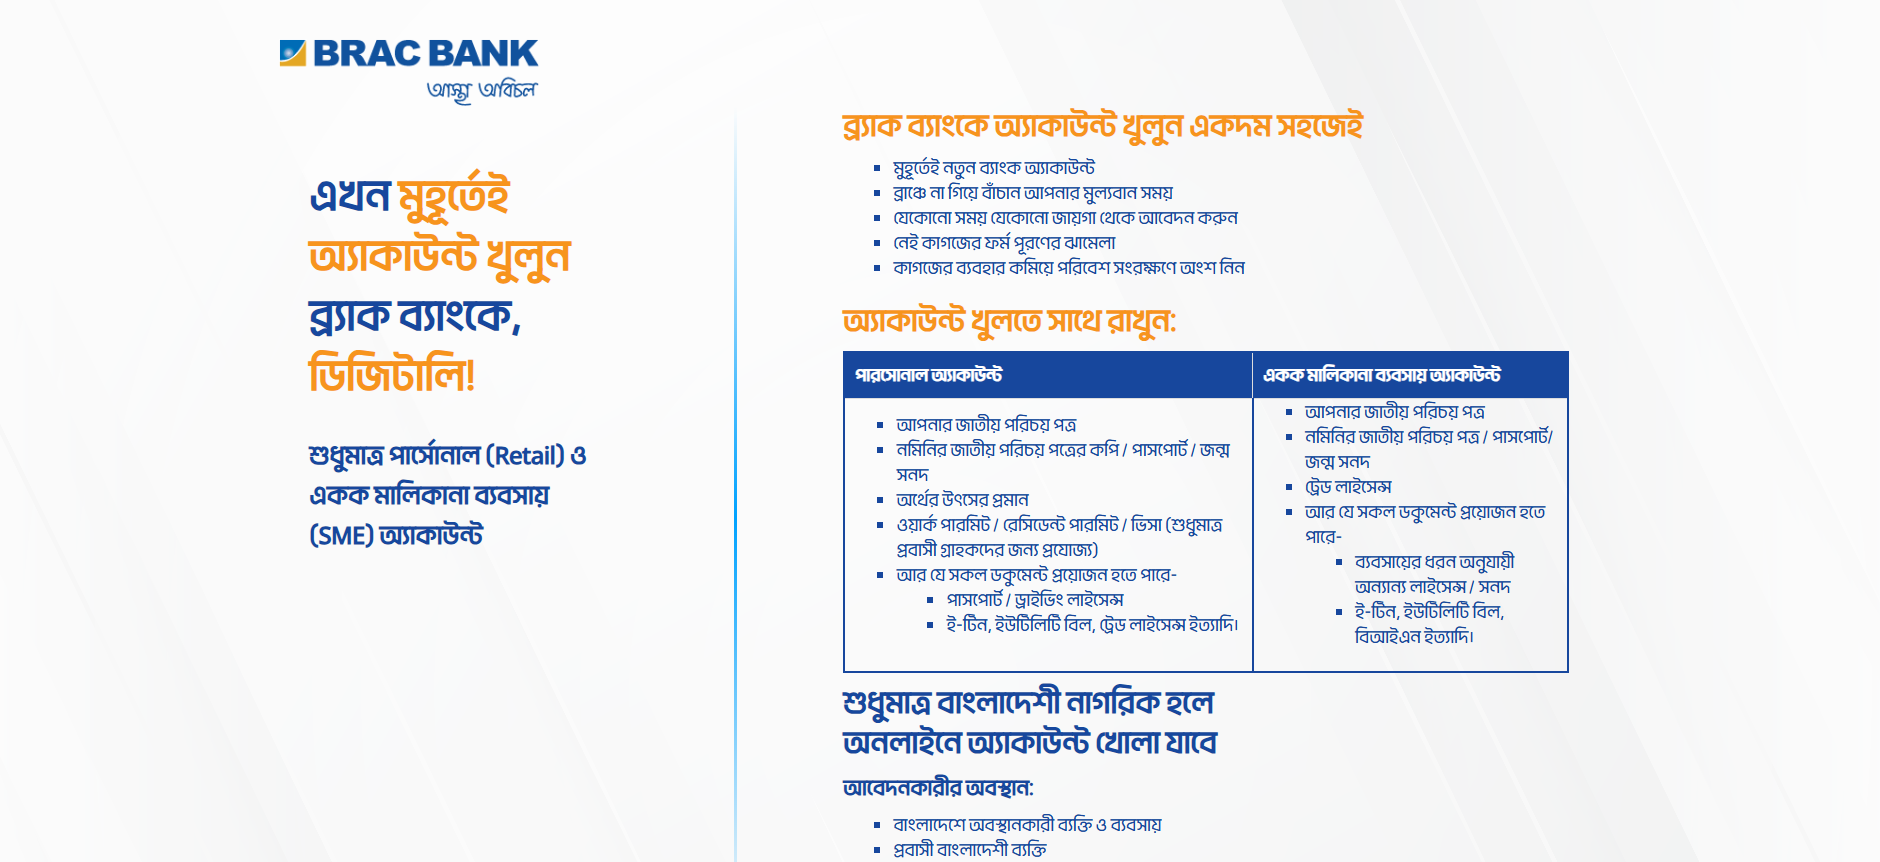 BRAC BANK
আস্থা অবিচল
এখন মুহূর্তেই
অ্যাকাউন্ট খুলুন
ব্র্যাক ব্যাংকে,
ডিজিটালি!
শুধুমাত্র পার্সোনাল (Retail) ও
একক মালিকানা ব্যবসায়
(SME) অ্যাকাউন্ট
ব্র্যাক ব্যাংকে অ্যাকাউন্ট খুলুন একদম সহজেই
মুহূর্তেই নতুন ব্যাংক অ্যাকাউন্ট
ব্রাঞ্চে না গিয়ে বাঁচান আপনার মুল্যবান সময়
যেকোনো সময় যেকোনো জায়গা থেকে আবেদন করুন
নেই কাগজের ফর্ম পূরণের ঝামেলা
কাগজের ব্যবহার কমিয়ে পরিবেশ সংরক্ষণে অংশ নিন
অ্যাকাউন্ট খুলতে সাথে রাখুন:
পারসোনাল অ্যাকাউন্ট
আপনার জাতীয় পরিচয় পত্র
নমিনির জাতীয় পরিচয় পত্রের কপি / পাসপোর্ট / জন্ম
সনদ
অর্থের উৎসের প্রমান
ওয়ার্ক পারমিট / রেসিডেন্ট পারমিট / ভিসা (শুধুমাত্র
প্রবাসী গ্রাহকদের জন্য প্রযোজ্য)
আর যে সকল ডকুমেন্ট প্রয়োজন হতে পারে-
পাসপোর্ট / ড্রাইভিং লাইসেন্স
ই-টিন, ইউটিলিটি বিল, ট্রেড লাইসেন্স ইত্যাদি।
একক মালিকানা ব্যবসায় অ্যাকাউন্ট
আপনার জাতীয় পরিচয় পত্র
নমিনির জাতীয় পরিচয় পত্র / পাসপোর্ট/
জন্ম সনদ
ট্রেড লাইসেন্স
আর যে সকল ডকুমেন্ট প্রয়োজন হতে
পারে-
ব্যবসায়ের ধরন অনুযায়ী
অন্যান্য লাইসেন্স / সনদ
ই-টিন, ইউটিলিটি বিল,
বিআইএন ইত্যাদি।
শুধুমাত্র বাংলাদেশী নাগরিক হলে
অনলাইনে অ্যাকাউন্ট খোলা যাবে
আবেদনকারীর অবস্থান:
বাংলাদেশে অবস্থানকারী ব্যক্তি ও ব্যবসায়
প্রবাসী বাংলাদেশী ব্যক্তি